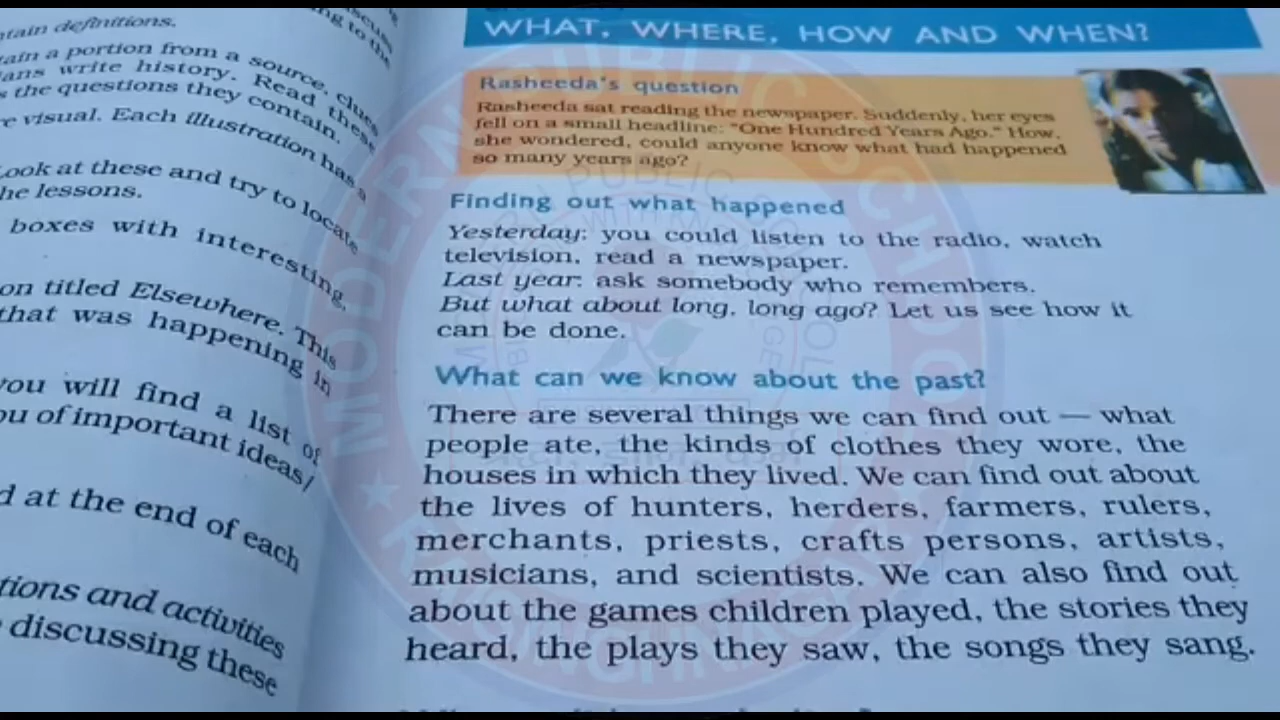 ntain definitions.
tain a portion from a source, clues
ans write history. Read these
s the questions they contain.
re visual. Each illustration has a
Look at these and try to locate
he lessons.
boxes with interesting,
on titled Elsewhere. This
that was happening in
you will find a list of
ou of important ideas/
d at the end of each
tions and activities
discussing these
WHAT, WHERE, HOW AND WHEN?
Rasheeda's question
Rasheeda sat reading the newspaper. Suddenly, her eyes
fell on a small headline: "One Hundred Years Ago." How,
she wondered, could anyone know what had happened
so many years ago?
Finding out what happened
Yesterday: you could listen to the radio, watch
television, read a newspaper.
Last year: ask somebody who remembers.
But what about long, long ago? Let us see how it
can be done.
What can we know about the past?
There are several things we can find out — what
people ate, the kinds of clothes they wore, the
houses in which they lived. We can find out about
the lives of hunters, herders, farmers, rulers,
merchants, priests, crafts persons, artists,
musicians, and scientists. We can also find out
about the games children played, the stories they
heard, the plays they saw, the songs they sang.
MODERN PUBLIC SCHOOL